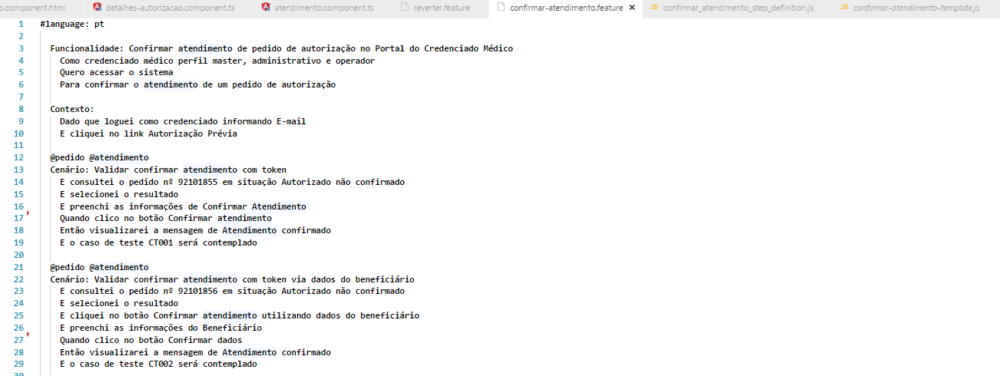 o.component.html detalhes-autorizacao.component.ts atendimento.component.ts reverter.feature confirmar-atendimento.feature × JS confirmar_atendimento_step_definition.js JS confirmar-atendimento-template.js
1 #language: pt
2
3 Funcionalidade: Confirmar atendimento de pedido de autorização no Portal do Credenciado Médico
4 Como credenciado médico perfil master, administrativo e operador
5 Quero acessar o sistema
6 Para confirmar o atendimento de um pedido de autorização
7
8 Contexto:
9 Dado que loguei como credenciado informando E-mail
10 E cliquei no link Autorização Prévia
11
12 @pedido @atendimento
13 Cenário: Validar confirmar atendimento com token
14 E consultei o pedido nº 92101855 em situação Autorizado não confirmado
15 E selecionei o resultado
16 E preenchi as informações de Confirmar Atendimento
17 Quando clico no botão Confirmar atendimento
18 Então visualizarei a mensagem de Atendimento confirmado
19 E o caso de teste CT001 será contemplado
20
21 @pedido @atendimento
22 Cenário: Validar confirmar atendimento com token via dados do beneficiário
23 E consultei o pedido nº 92101856 em situação Autorizado não confirmado
24 E selecionei o resultado
25 E cliquei no botão Confirmar atendimento utilizando dados do beneficiário
26 E preenchi as informações do Beneficiário
27 Quando clico no botão Confirmar dados
28 Então visualizarei a mensagem de Atendimento confirmado
29 E o caso de teste CT002 será contemplado
30